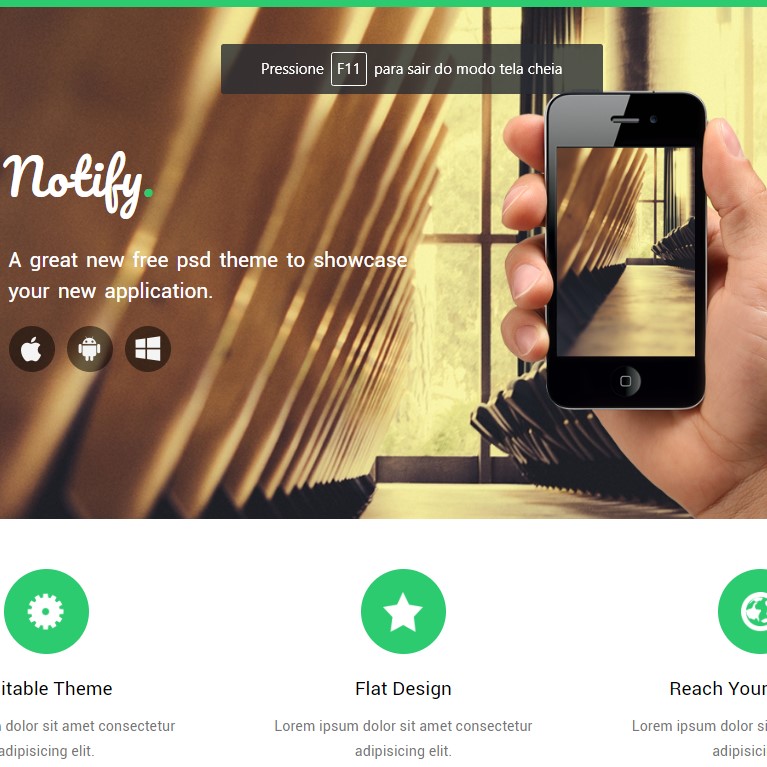 Pressione F11 para sair do modo tela cheia
Notify.
A great new free psd theme to showcase
your new application.
itable Theme
Flat Design
Reach Your
dolor sit amet consectetur
Lorem ipsum dolor sit amet consectetur
Lorem ipsum dolor si
adipisicing elit.
adipisicing elit.
adipisici